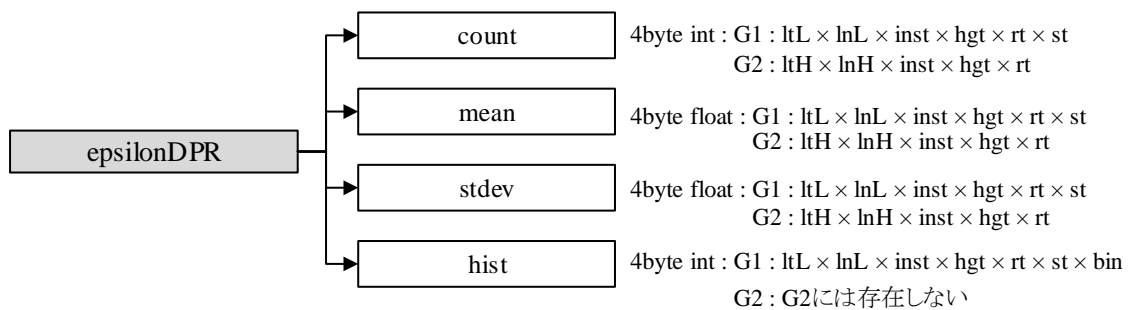 count
4byte int : G1 : ltL × lnL × inst × hgt × rt × st
G2 : ltH × lnH × inst × hgt × rt
mean
4byte float : G1 : ltL × lnL × inst × hgt × rt × st
G2 : ltH × lnH × inst × hgt × rt
epsilonDPR
stdev
4byte float : G1 : ltL × lnL × inst × hgt × rt × st
G2 : ltH × lnH × inst × hgt × rt
hist
4byte int : G1 : ltL × lnL × inst × hgt × rt × st × bin
G2 : G2には存在しない